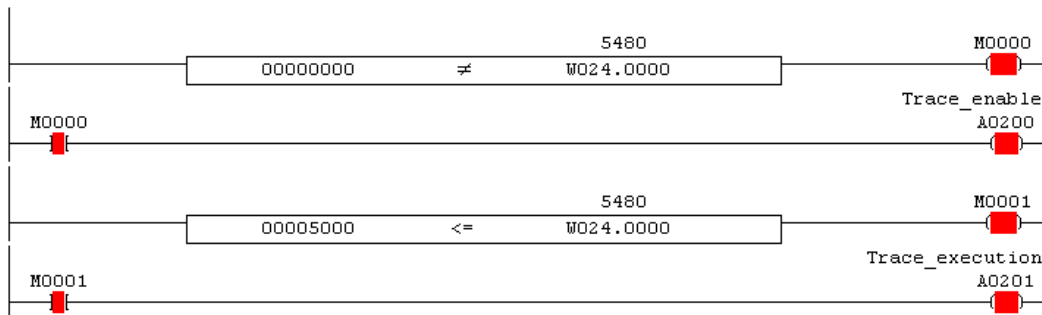 5480 M0000
00000000 ≠ W024.0000
Trace_enable
M0000 A0200
5480 M0001
00005000 <= W024.0000
Trace_execution
M0001 A0201